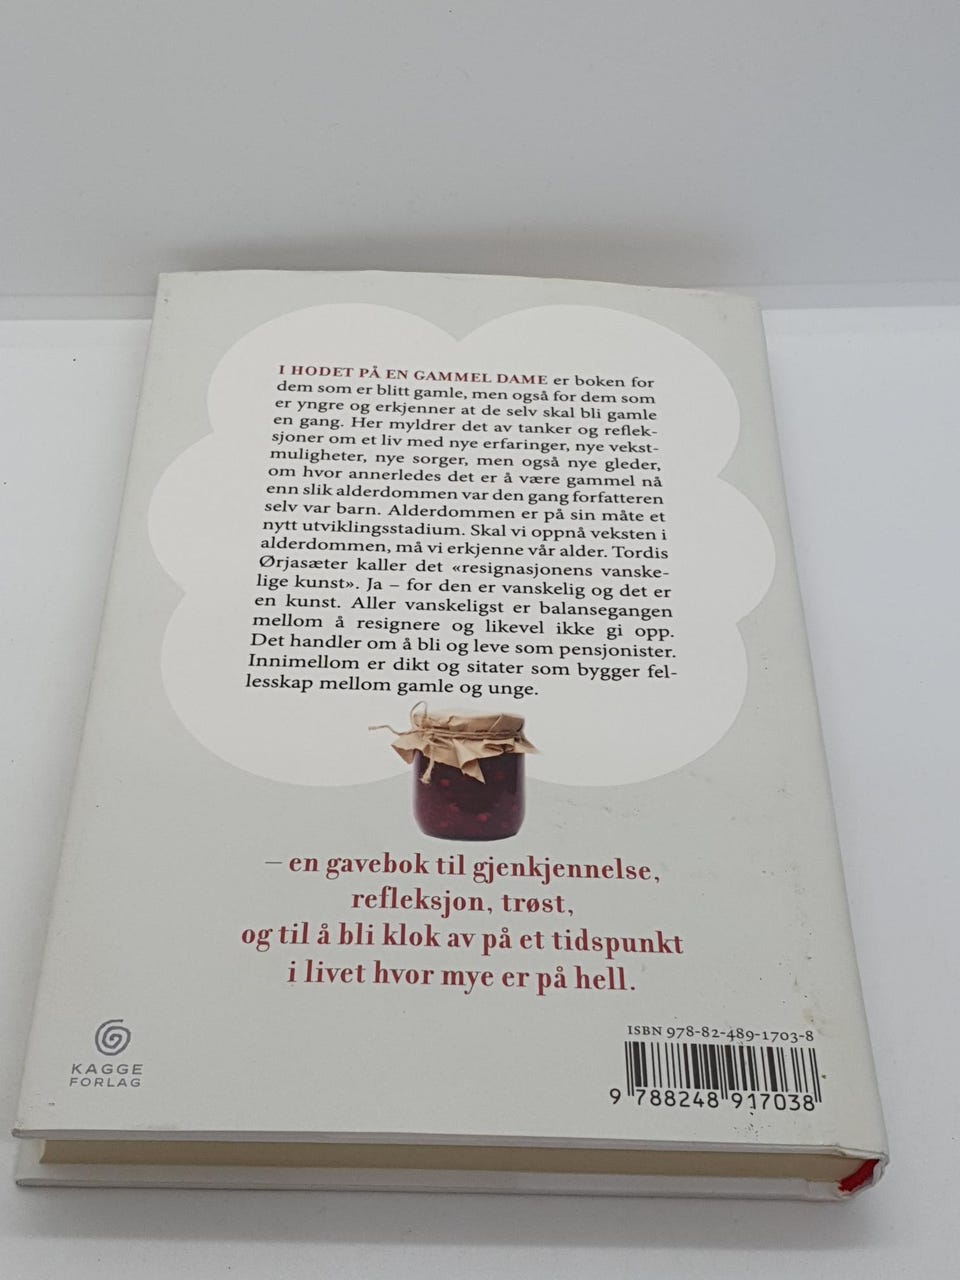 I HODET PÅ EN GAMMEL DAME er boken for
dem som er blitt gamle, men også for dem som
er yngre og erkjenner at de selv skal bli gamle
en gang. Her myldrer det av tanker og reflek-
sjoner om et liv med nye erfaringer, nye vekst-
muligheter, nye sorger, men også nye gleder,
om hvor annerledes det er å være gammel nå
enn slik alderdommen var den gang forfatteren
selv var barn. Alderdommen er på sin måte et
nytt utviklingsstadium. Skal vi oppnå veksten i
alderdommen, må vi erkjenne vår alder. Tordis
Ørjasæter kaller det «resignasjonens vanske-
lige kunst». Ja – for den er vanskelig og det er
en kunst. Aller vanskeligst er balansegangen
mellom å resignere og likevel ikke gi opp.
Det handler om å bli og leve som pensjonister.
Innimellom er dikt og sitater som bygger fel-
lesskap mellom gamle og unge.
– en gavebok til gjenkjennelse,
refleksjon, trøst,
og til å bli klok av på et tidspunkt
i livet hvor mye er på hell.
KAGGE
FORLAG
ISBN 978-82-489-1703-8
9 788248 917038